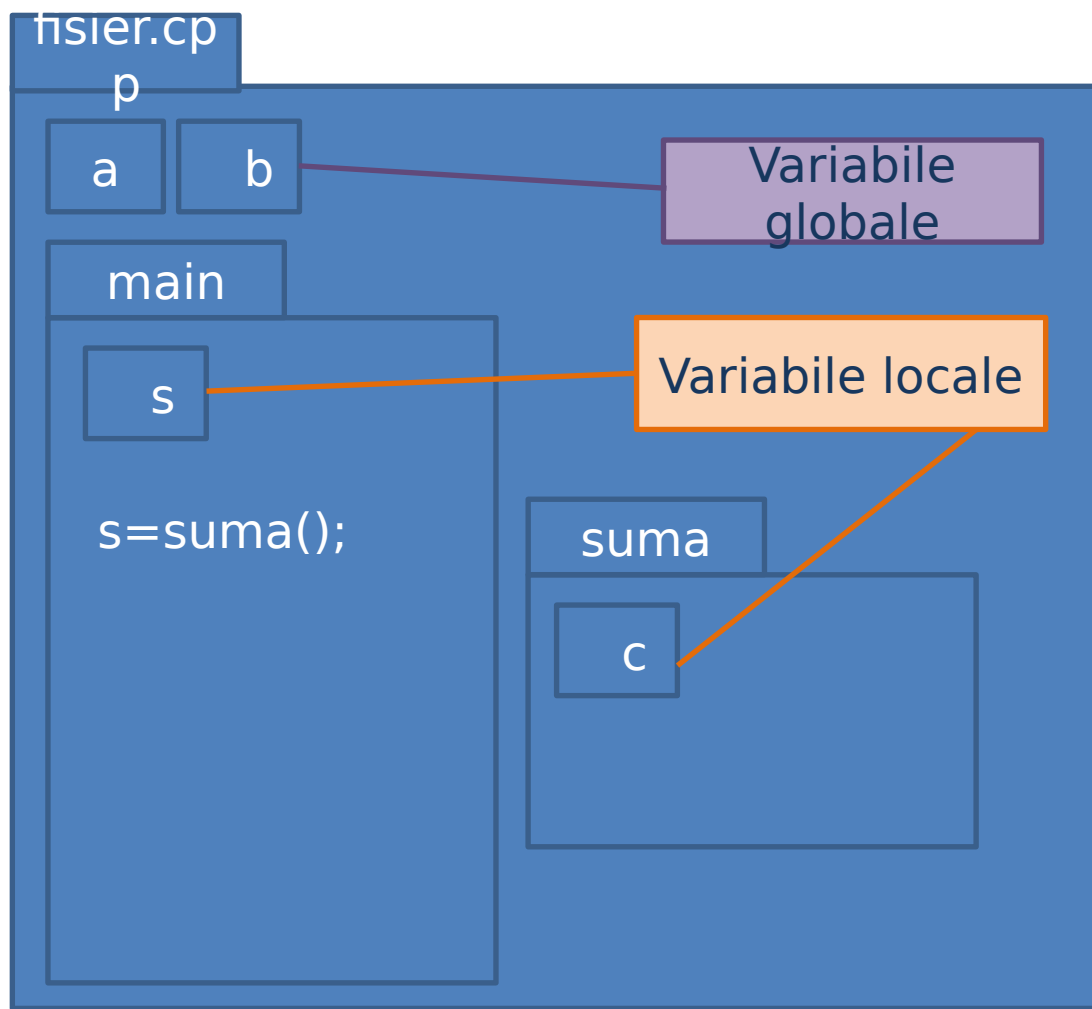 fisier.cp
p
a
b
Variabile
globale
main
s
Variabile locale
s=suma();
suma
c